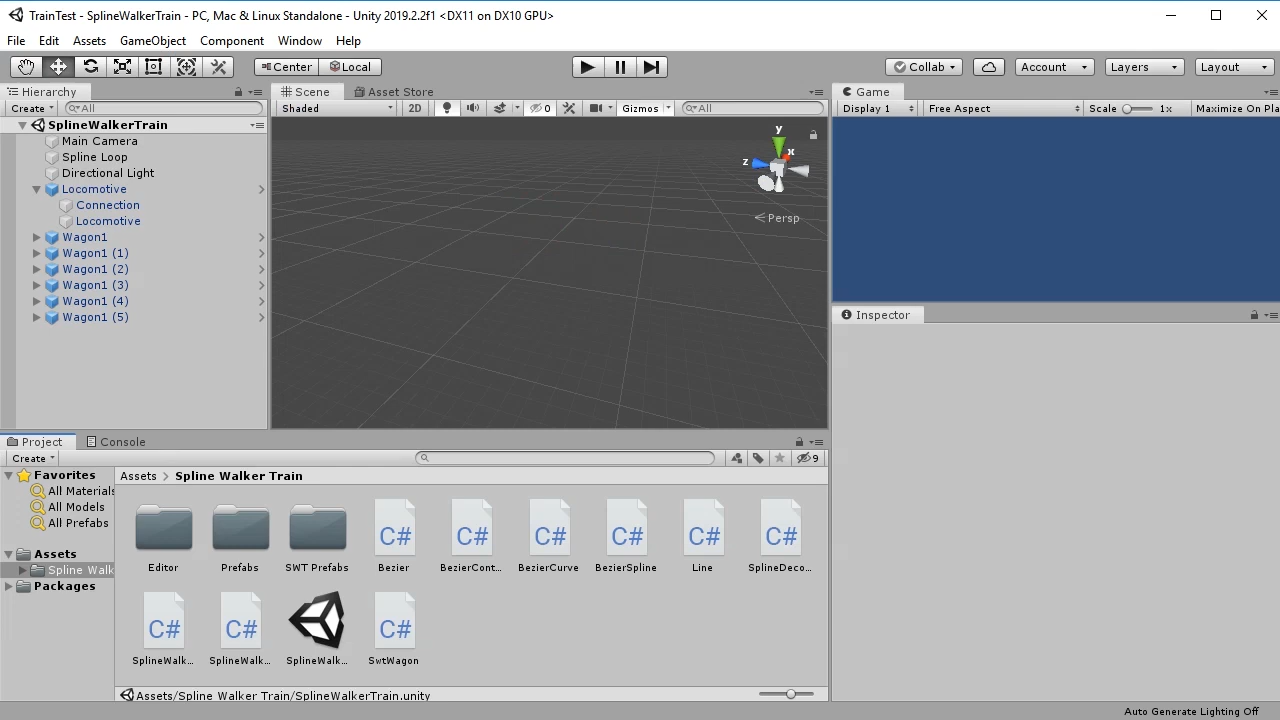 TrainTest - SplineWalkerTrain - PC, Mac & Linux Standalone - Unity 2019.2.2f1 <DX11 on DX10 GPU>
File Edit Assets GameObject Component Window Help
Center Local Collab Account Layers Layout
Hierarchy
Create All
SplineWalkerTrain
Main Camera
Spline Loop
Directional Light
Locomotive
Connection
Locomotive
Wagon1
Wagon1 (1)
Wagon1 (2)
Wagon1 (3)
Wagon1 (4)
Wagon1 (5)
Scene Asset Store
Shaded 2D 0 Gizmos All
y
x
z
Persp
Game
Display 1 Free Aspect Scale 1x Maximize On Pla
Inspector
Project Console
Create 9
Favorites
All Materials
All Models
All Prefabs
Assets
Spline Walk
Packages
Assets > Spline Walker Train
C# C# C# C# C# C#
Editor Prefabs SWT Prefabs Bezier BezierCont... BezierCurve BezierSpline Line SplineDeco...
C# C# C#
SplineWalk... SplineWalk... SplineWalk... SwtWagon
Assets/Spline Walker Train/SplineWalkerTrain.unity
Auto Generate Lighting Off